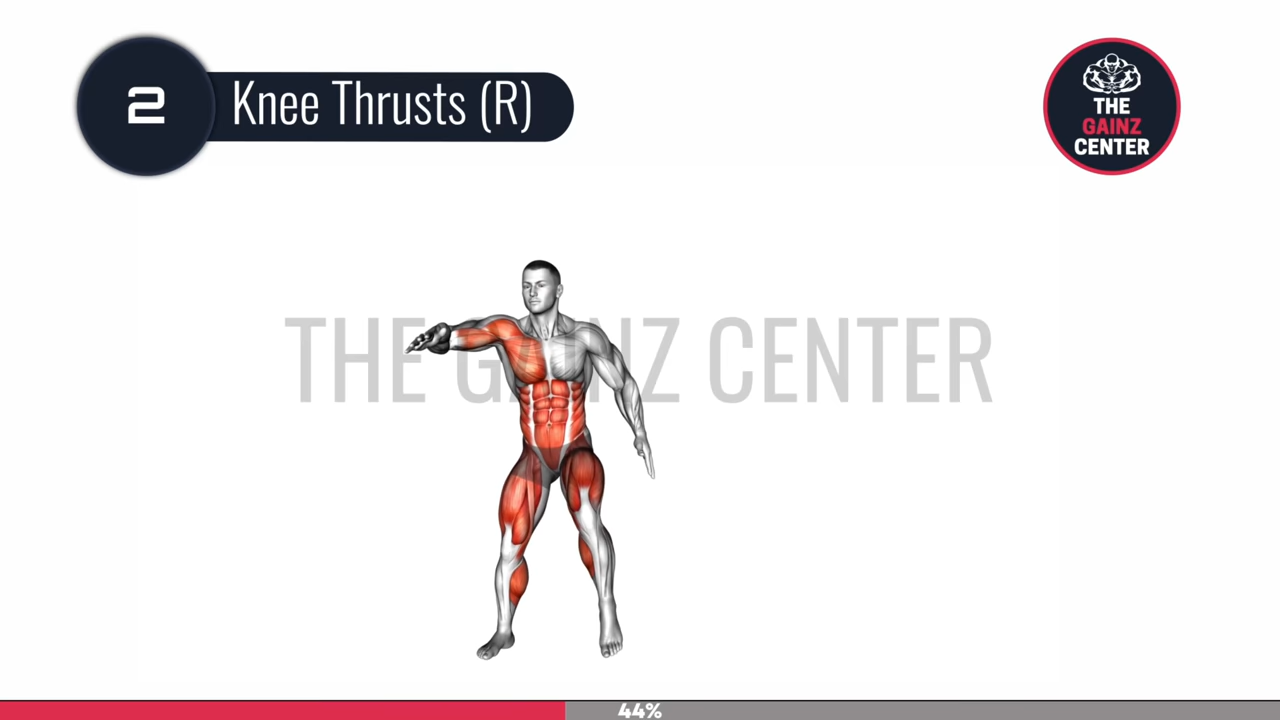 2
Knee Thrusts (R)
THE
GAINZ
CENTER
THE GAINZ CENTER
44%